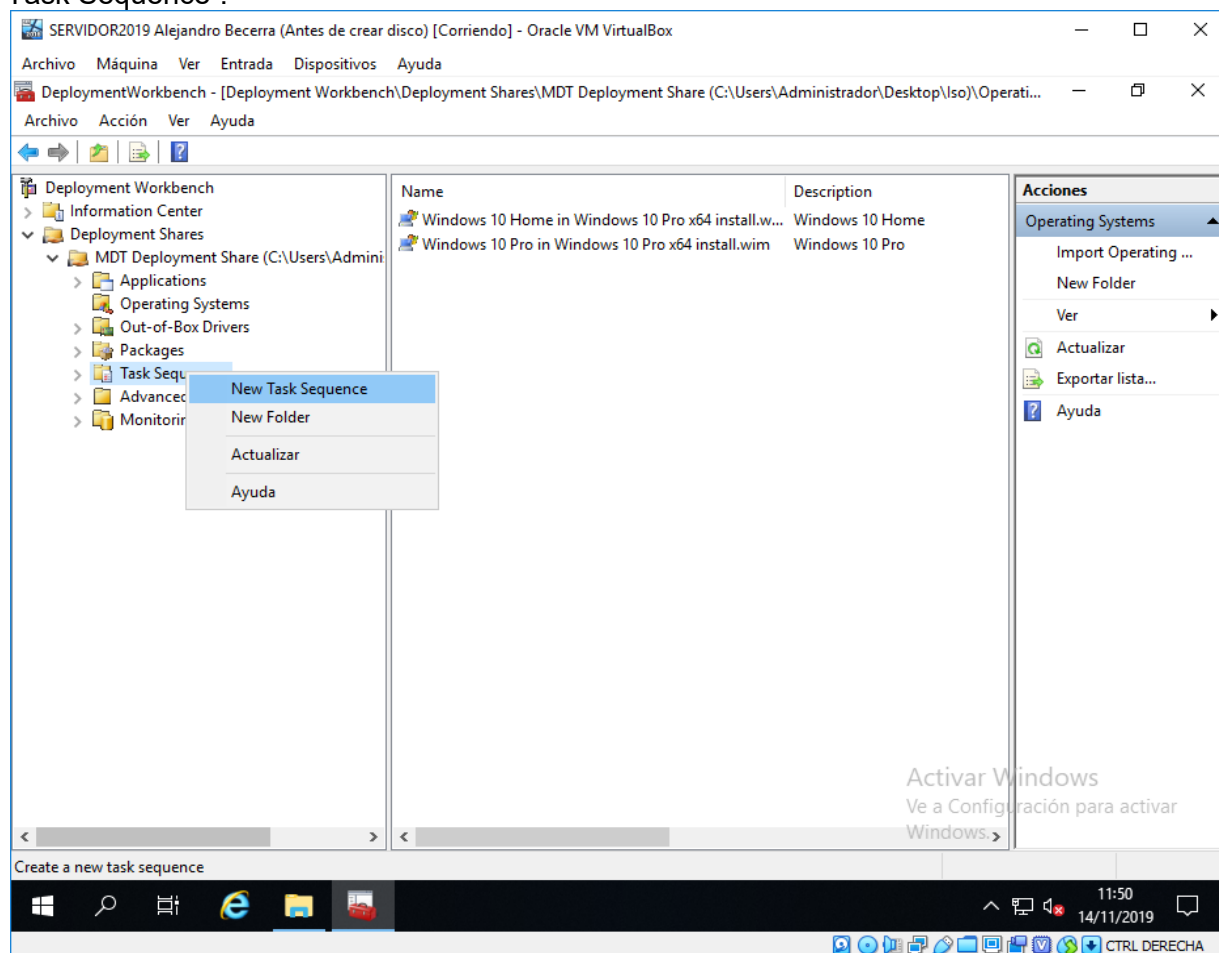 Task Sequence".
SERVIDOR2019 Alejandro Becerra (Antes de crear disco) [Corriendo] - Oracle VM VirtualBox
Archivo Máquina Ver Entrada Dispositivos Ayuda
DeploymentWorkbench - [Deployment Workbench\Deployment Shares\MDT Deployment Share (C:\Users\Administrador\Desktop\Iso)\Operati...
Archivo Acción Ver Ayuda
Deployment Workbench
Information Center
Deployment Shares
MDT Deployment Share (C:\Users\Admini
Applications
Operating Systems
Out-of-Box Drivers
Packages
Task Sequ
Advanced
Monitorin
New Task Sequence
New Folder
Actualizar
Ayuda
Name Description
Windows 10 Home in Windows 10 Pro x64 install.w... Windows 10 Home
Windows 10 Pro in Windows 10 Pro x64 install.wim Windows 10 Pro
Acciones
Operating Systems
Import Operating ...
New Folder
Ver
Actualizar
Exportar lista...
Ayuda
Activar Windows
Ve a Configuración para activar
Windows.
Create a new task sequence
11:50
14/11/2019
CTRL DERECHA